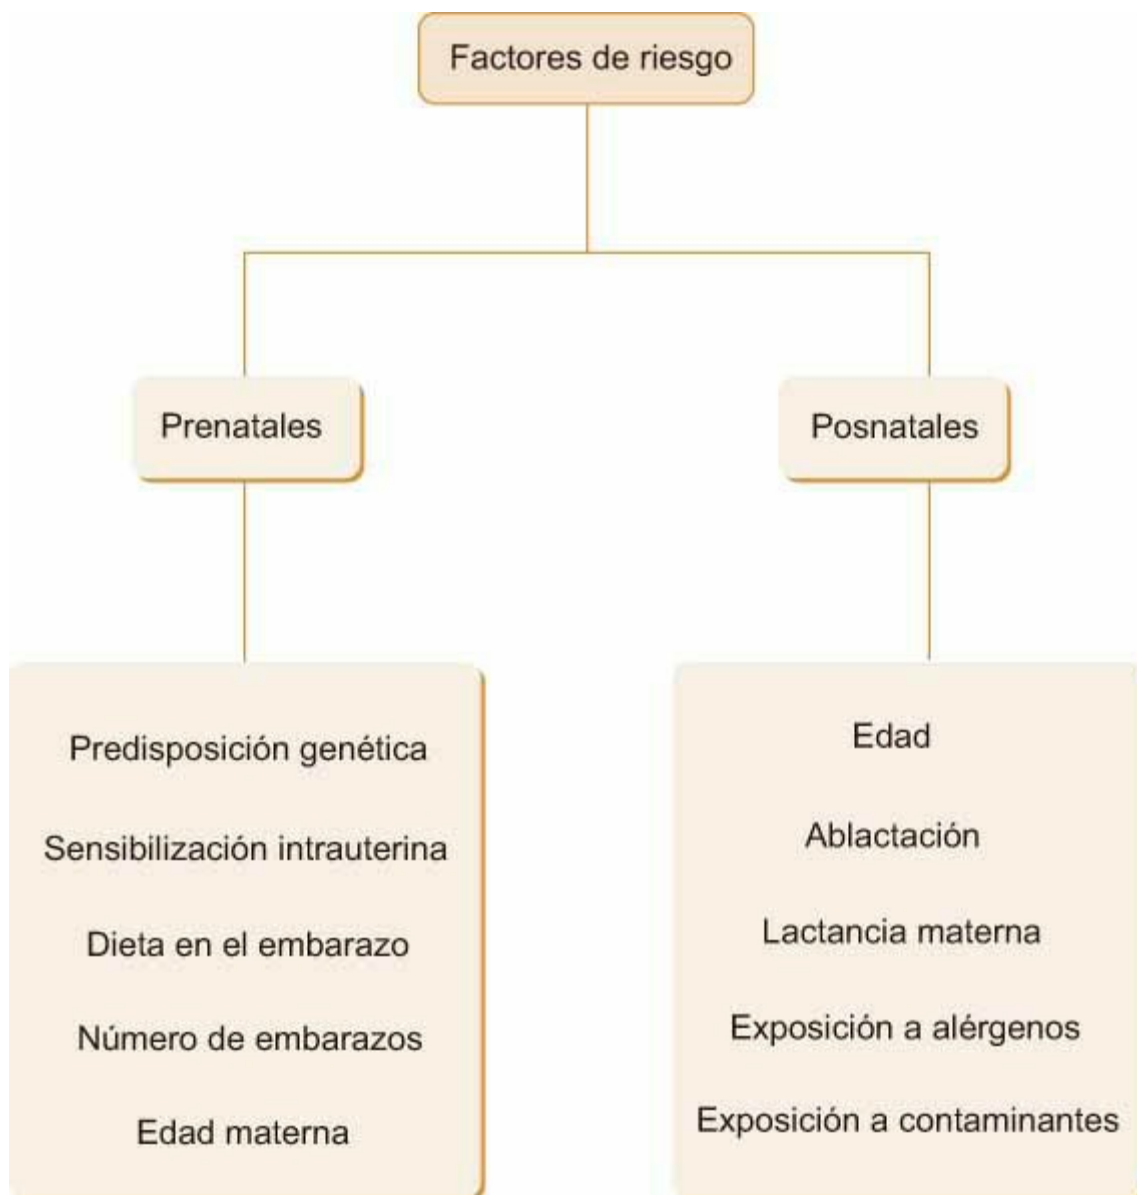 Factores de riesgo
Prenatales
Posnatales
Predisposición genética
Sensibilización intrauterina
Dieta en el embarazo
Número de embarazos
Edad materna
Edad
Ablactación
Lactancia materna
Exposición a alérgenos
Exposición a contaminantes